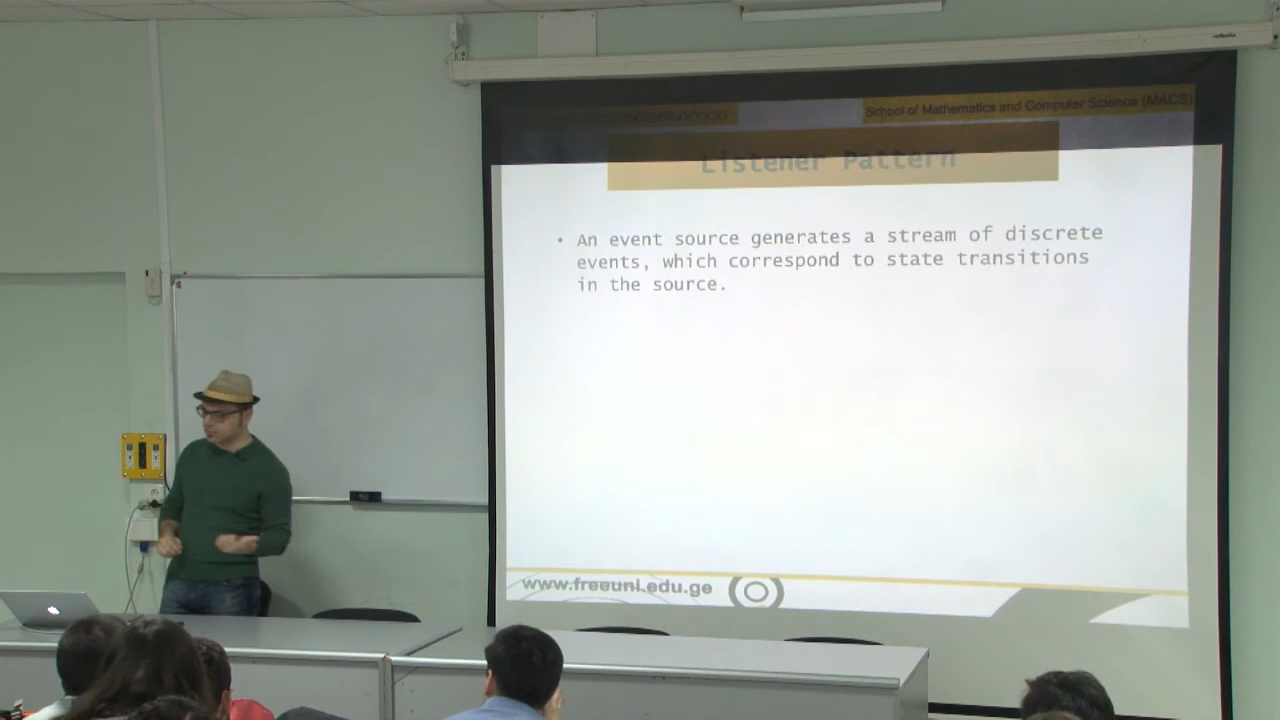 School of Mathematics and Computer Science (MACS)
Listener Pattern
• An event source generates a stream of discrete
events, which correspond to state transitions
in the source.
www.freeuni.edu.ge